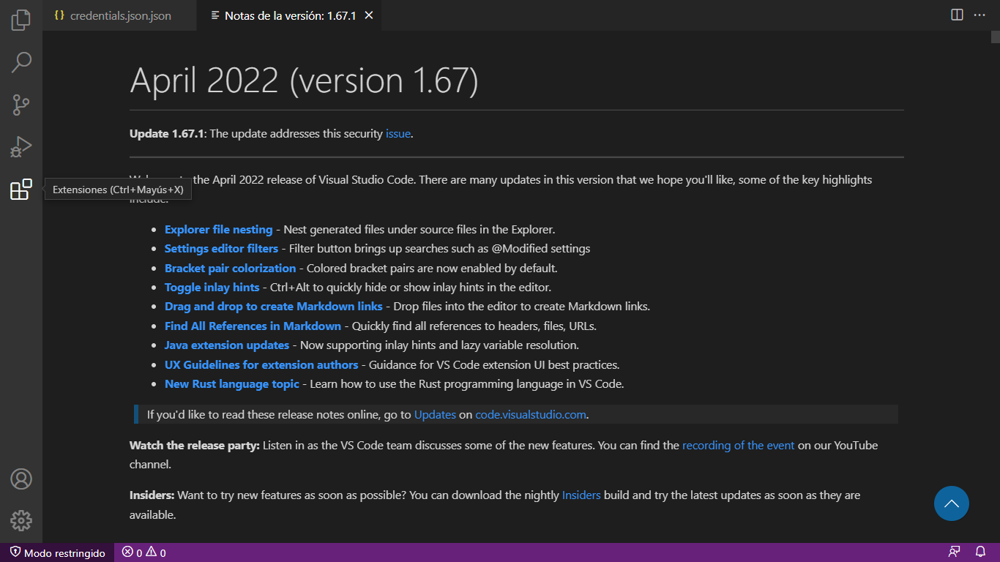 {} credentials.json.json
Notas de la versión: 1.67.1
April 2022 (version 1.67)
Update 1.67.1: The update addresses this security issue.
the April 2022 release of Visual Studio Code. There are many updates in this version that we hope you'll like, some of the key highlights
Extensiones (Ctrl+Mayús+X)
include:
Explorer file nesting - Nest generated files under source files in the Explorer.
Settings editor filters - Filter button brings up searches such as @Modified settings
Bracket pair colorization - Colored bracket pairs are now enabled by default.
Toggle inlay hints - Ctrl+Alt to quickly hide or show inlay hints in the editor.
Drag and drop to create Markdown links - Drop files into the editor to create Markdown links.
Find All References in Markdown - Quickly find all references to headers, files, URLs.
Java extension updates - Now supporting inlay hints and lazy variable resolution.
UX Guidelines for extension authors - Guidance for VS Code extension UI best practices.
New Rust language topic - Learn how to use the Rust programming language in VS Code.
If you'd like to read these release notes online, go to Updates on code.visualstudio.com.
Watch the release party: Listen in as the VS Code team discusses some of the new features. You can find the recording of the event on our YouTube
channel.
Insiders: Want to try new features as soon as possible? You can download the nightly Insiders build and try the latest updates as soon as they are
available.
Modo restringido
0
0